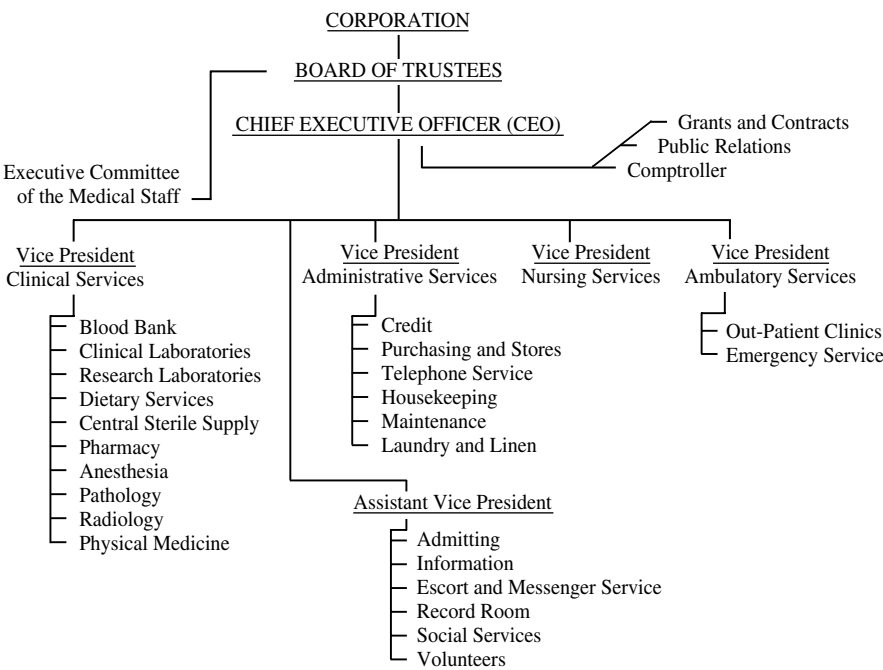 CORPORATION
BOARD OF TRUSTEES
CHIEF EXECUTIVE OFFICER (CEO)
Grants and Contracts
Public Relations
Comptroller
Executive Committee
of the Medical Staff
Vice President
Clinical Services
Blood Bank
Clinical Laboratories
Research Laboratories
Dietary Services
Central Sterile Supply
Pharmacy
Anesthesia
Pathology
Radiology
Physical Medicine
Vice President
Administrative Services
Credit
Purchasing and Stores
Telephone Service
Housekeeping
Maintenance
Laundry and Linen
Vice President
Nursing Services
Vice President
Ambulatory Services
Out-Patient Clinics
Emergency Service
Assistant Vice President
Admitting
Information
Escort and Messenger Service
Record Room
Social Services
Volunteers